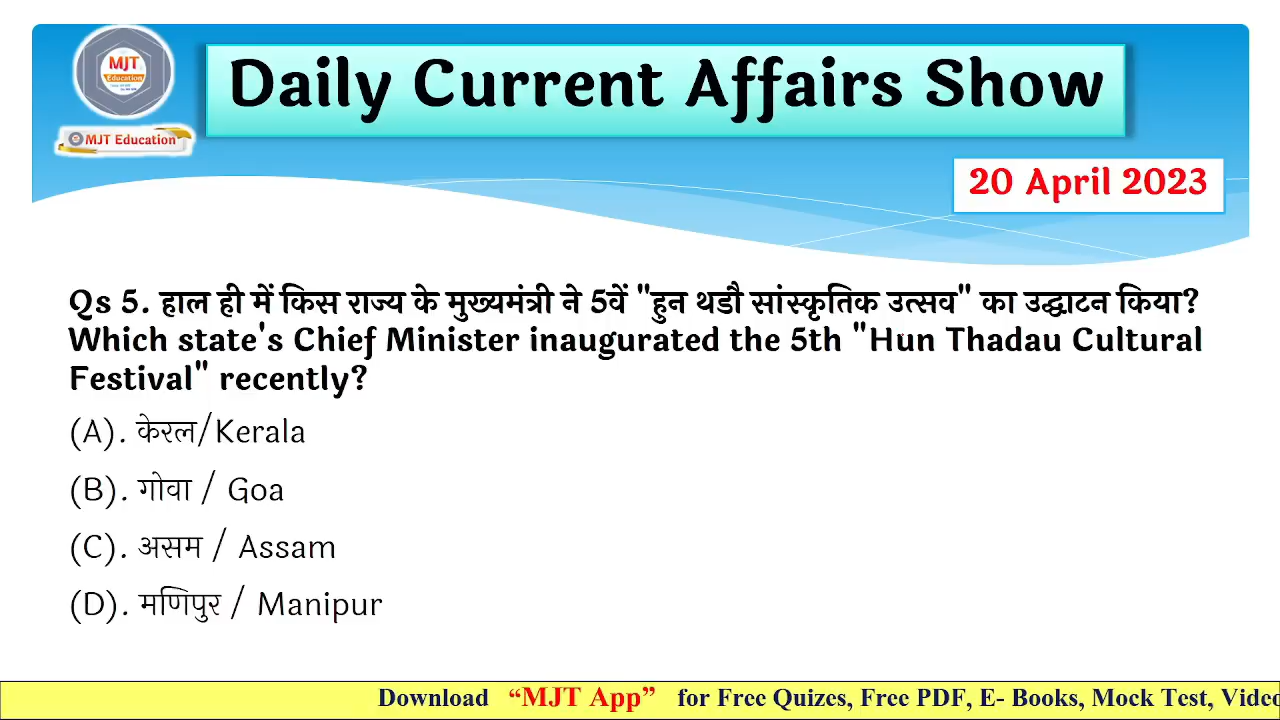 MJT
Education
MJT Education
Daily Current Affairs Show
20 April 2023
Qs 5. हाल ही में किस राज्य के मुख्यमंत्री ने 5वें "हुन थडौ सांस्कृतिक उत्सव" का उद्घाटन किया?
Which state's Chief Minister inaugurated the 5th "Hun Thadau Cultural
Festival" recently?
(A). केरल/Kerala
(B). गोवा / Goa
(C). असम / Assam
(D). मणिपुर / Manipur
Download “MJT App” for Free Quizes, Free PDF, E- Books, Mock Test, Video